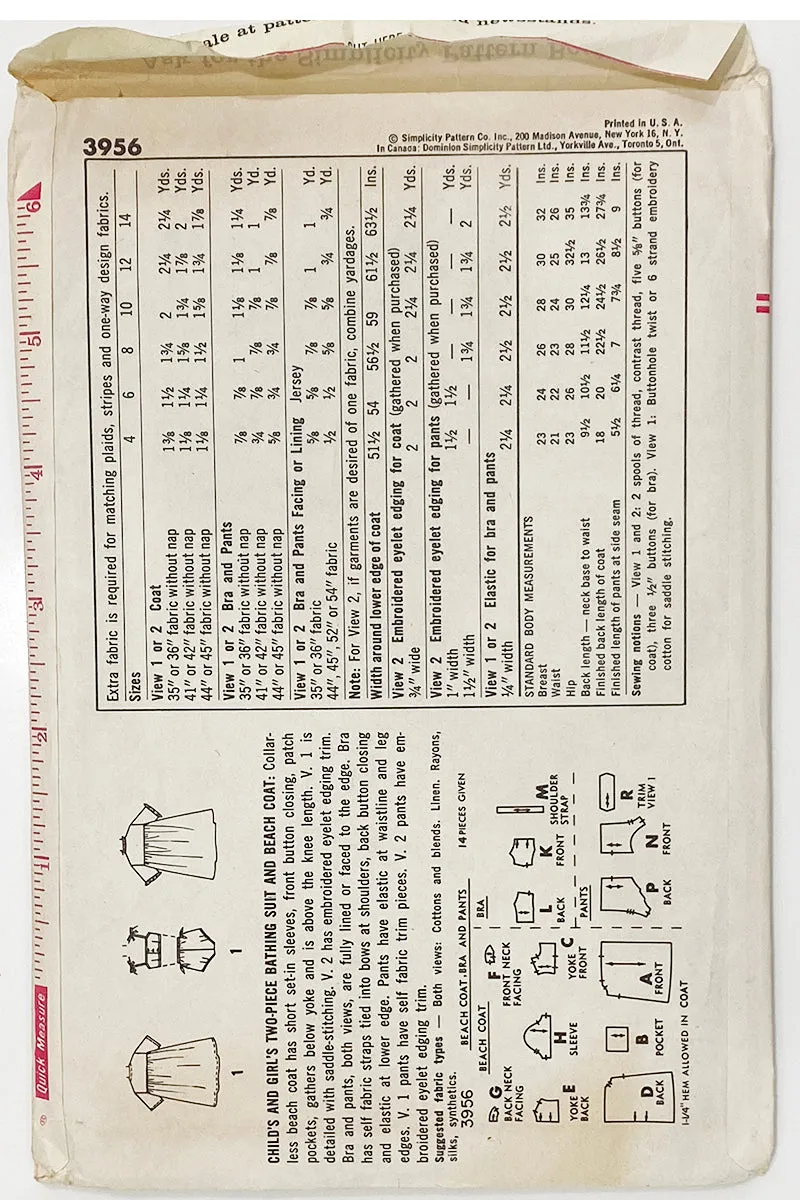 ale at patte
newsstands.
Ask for the Simplicity Pattern Bo
3956
Printed in U. S. A.
© Simplicity Pattern Co. Inc., 200 Madison Avenue, New York 16, N. Y.
In Canada: Dominion Simplicity Pattern Ltd., Yorkville Ave., Toronto 5, Ont.
Quick Measure
1 2 3 4 5 6
1 1
CHILD'S AND GIRL'S TWO-PIECE BATHING SUIT AND BEACH COAT: Collar-
less beach coat has short set-in sleeves, front button closing, patch
pockets, gathers below yoke and is above the knee length. V. 1 is
detailed with saddle-stitching. V. 2 has embroidered eyelet edging trim.
Bra and pants, both views, are fully lined or faced to the edge. Bra
has self fabric straps tied into bows at shoulders, back button closing
and elastic at lower edge. Pants have elastic at waistline and leg
edges. V. 1 pants have self fabric trim pieces. V. 2 pants have em-
broidered eyelet edging trim.
Suggested fabric types — Both views: Cottons and blends. Linen. Rayons,
silks, synthetics.
3956 BEACH COAT, BRA AND PANTS 14 PIECES GIVEN
BEACH COAT
G
BACK NECK
FACING
F
FRONT NECK
FACING
E
YOKE
BACK
H
SLEEVE
C
YOKE
FRONT
D
BACK
B
POCKET
A
FRONT
1-1/4" HEM ALLOWED IN COAT
BRA
L
BACK
K
FRONT
M
SHOULDER
STRAP
PANTS
P
BACK
N
FRONT
R
TRIM
VIEW 1
Extra fabric is required for matching plaids, stripes and one-way design fabrics.
Sizes 4 6 8 10 12 14
View 1 or 2 Coat
35" or 36" fabric without nap 1⅜ 1½ 1¾ 2 2¼ 2¼ Yds.
41" or 42" fabric without nap 1⅛ 1¼ 1⅝ 1¾ 1⅞ 2 Yds.
44" or 45" fabric without nap 1⅛ 1¼ 1½ 1⅝ 1¾ 1⅞ Yds.
View 1 or 2 Bra and Pants
35" or 36" fabric without nap ⅞ ⅞ 1 1⅛ 1⅛ 1¼ Yds.
41" or 42" fabric without nap ¾ ⅞ ⅞ ⅞ 1 1 Yd.
44" or 45" fabric without nap ⅝ ¾ ¾ ⅞ ⅞ ⅞ Yd.
View 1 or 2 Bra and Pants Facing or Lining Jersey
35" or 36" fabric ⅝ ⅝ ⅞ ⅞ 1 1 Yd.
44", 45", 52" or 54" fabric ½ ½ ⅝ ⅝ ¾ ¾ Yd.
Note: For View 2, if garments are desired of one fabric, combine yardages.
Width around lower edge of coat 51½ 54 56½ 59 61½ 63½ Ins.
View 2 Embroidered eyelet edging for coat (gathered when purchased)
¾" wide 2 2 2 2¼ 2¼ 2¼ Yds.
View 2 Embroidered eyelet edging for pants (gathered when purchased)
1" width 1½ 1½ — — — — Yds.
1½" width — — 1¾ 1¾ 1¾ 2 Yds.
View 1 or 2 Elastic for bra and pants
¼" width 2¼ 2¼ 2½ 2½ 2½ 2½ Yds.
STANDARD BODY MEASUREMENTS
Breast 23 24 26 28 30 32 Ins.
Waist 21 22 23 24 25 26 Ins.
Hip 23 26 28 30 32½ 35 Ins.
Back length — neck base to waist 9½ 10½ 11½ 12¼ 13 13¾ Ins.
Finished back length of coat 18 20 22½ 24½ 26½ 27¾ Ins.
Finished length of pants at side seam 5½ 6¼ 7 7¾ 8½ 9 Ins.
Sewing notions — View 1 and 2: 2 spools of thread, contrast thread, five ⅝" buttons (for
coat), three ½" buttons (for bra). View 1: Buttonhole twist or 6 strand embroidery
cotton for saddle stitching.